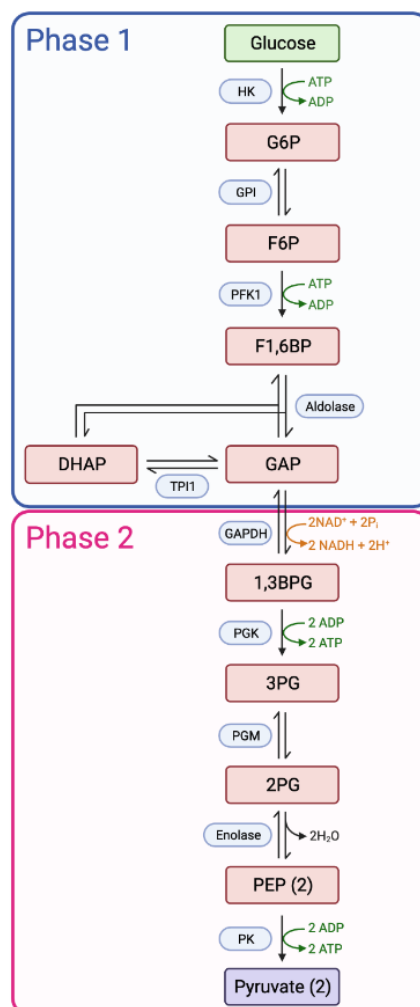 Phase 1
Glucose
HK
ATP
ADP
G6P
GPI
F6P
PFK1
ATP
ADP
F1,6BP
Aldolase
DHAP
TPI1
GAP
Phase 2
GAPDH
2NAD⁺ + 2Pᵢ
2 NADH + 2H⁺
1,3BPG
PGK
2 ADP
2 ATP
3PG
PGM
2PG
Enolase
2H₂O
PEP (2)
PK
2 ADP
2 ATP
Pyruvate (2)